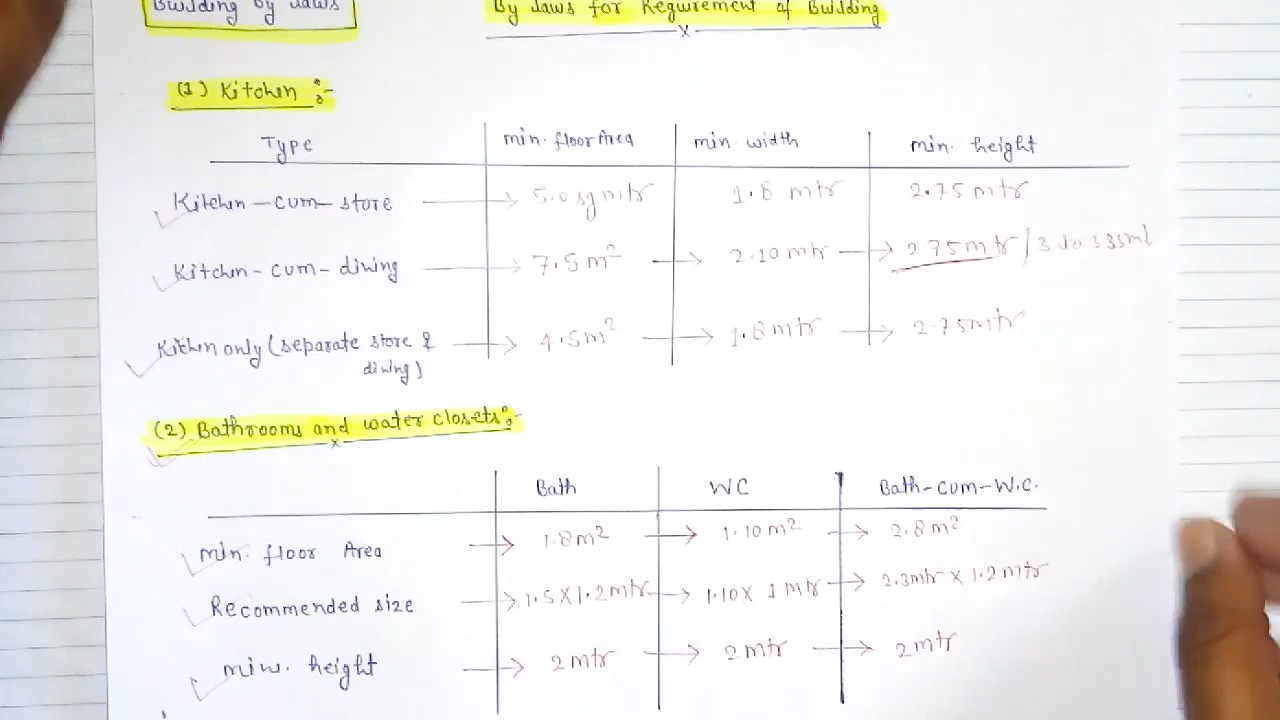 Building by Laws
By Laws for Requirement of Building
x
(1) Kitchen :-
Type min. floor Area min. width min. height
Kitchen-cum-store → 5.0 sq mtr 1.8 mtr 2.75 mtr
Kitchen-cum-dining → 7.5 m² → 2.10 mtr → 2.75 mtr / 3 to
Kitchen only (separate store & → 4.5 m² → 1.8 mtr → 2.75 mtr
dining)
(2) Bathrooms and water closets:-
x
Bath WC Bath-cum-W.C.
min. floor Area → 1.8 m² → 1.10 m² → 2.8 m²
Recommended size → 1.5 X 1.2 mtr → 1.10 X 1 mtr → 2.3 mtr X 1.2 mtr
min. height → 2 mtr → 2 mtr → 2 mtr